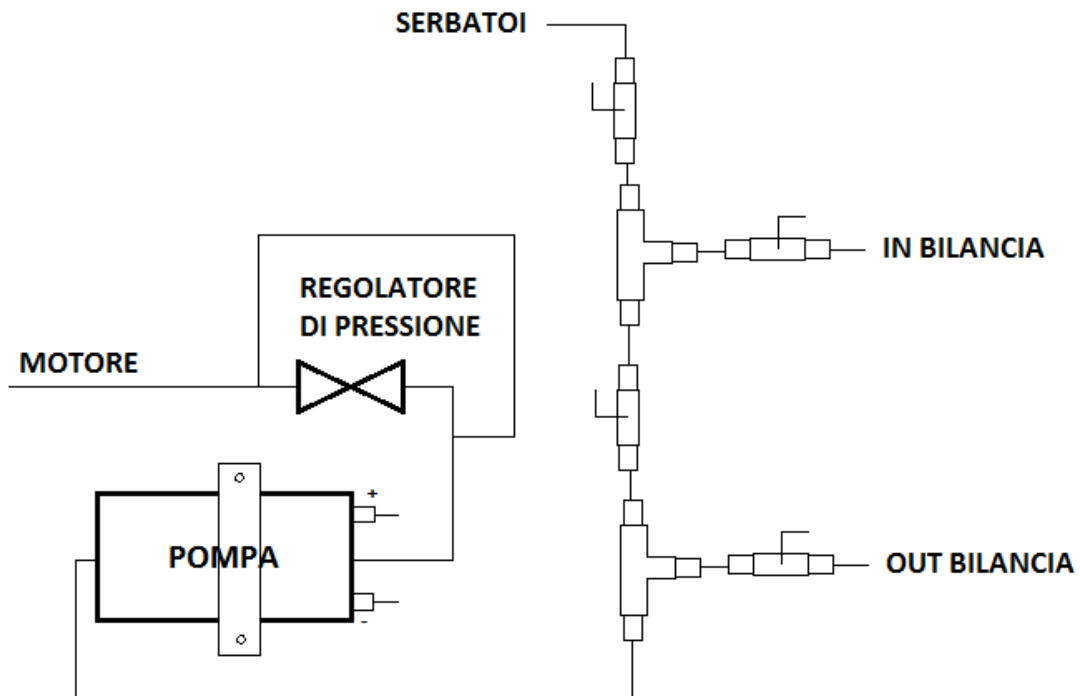 SERBATOI
IN BILANCIA
REGOLATORE
DI PRESSIONE
MOTORE
+
POMPA
OUT BILANCIA
-